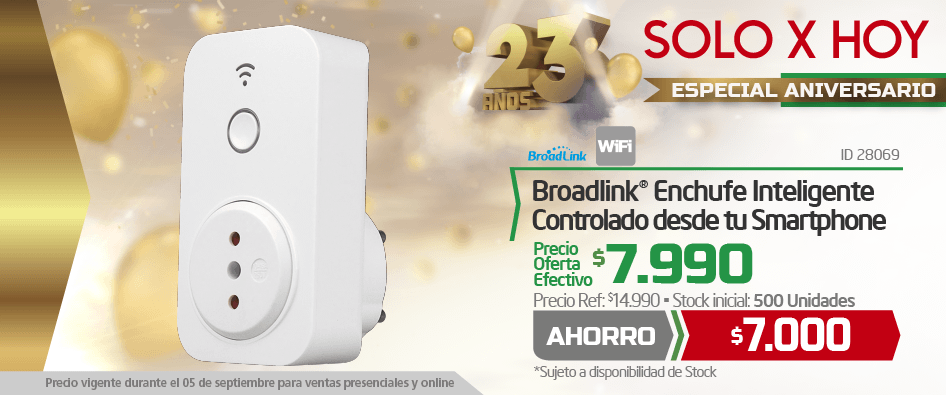 23
AÑOS
SOLO X HOY
ESPECIAL ANIVERSARIO
BroadLink
WiFi
ID 28069
Broadlink® Enchufe Inteligente
Controlado desde tu Smartphone
Precio
Oferta
Efectivo
$7.990
Precio Ref: $14.990 • Stock inicial: 500 Unidades
AHORRO
$7.000
*Sujeto a disponibilidad de Stock
Precio vigente durante el 05 de septiembre para ventas presenciales y online